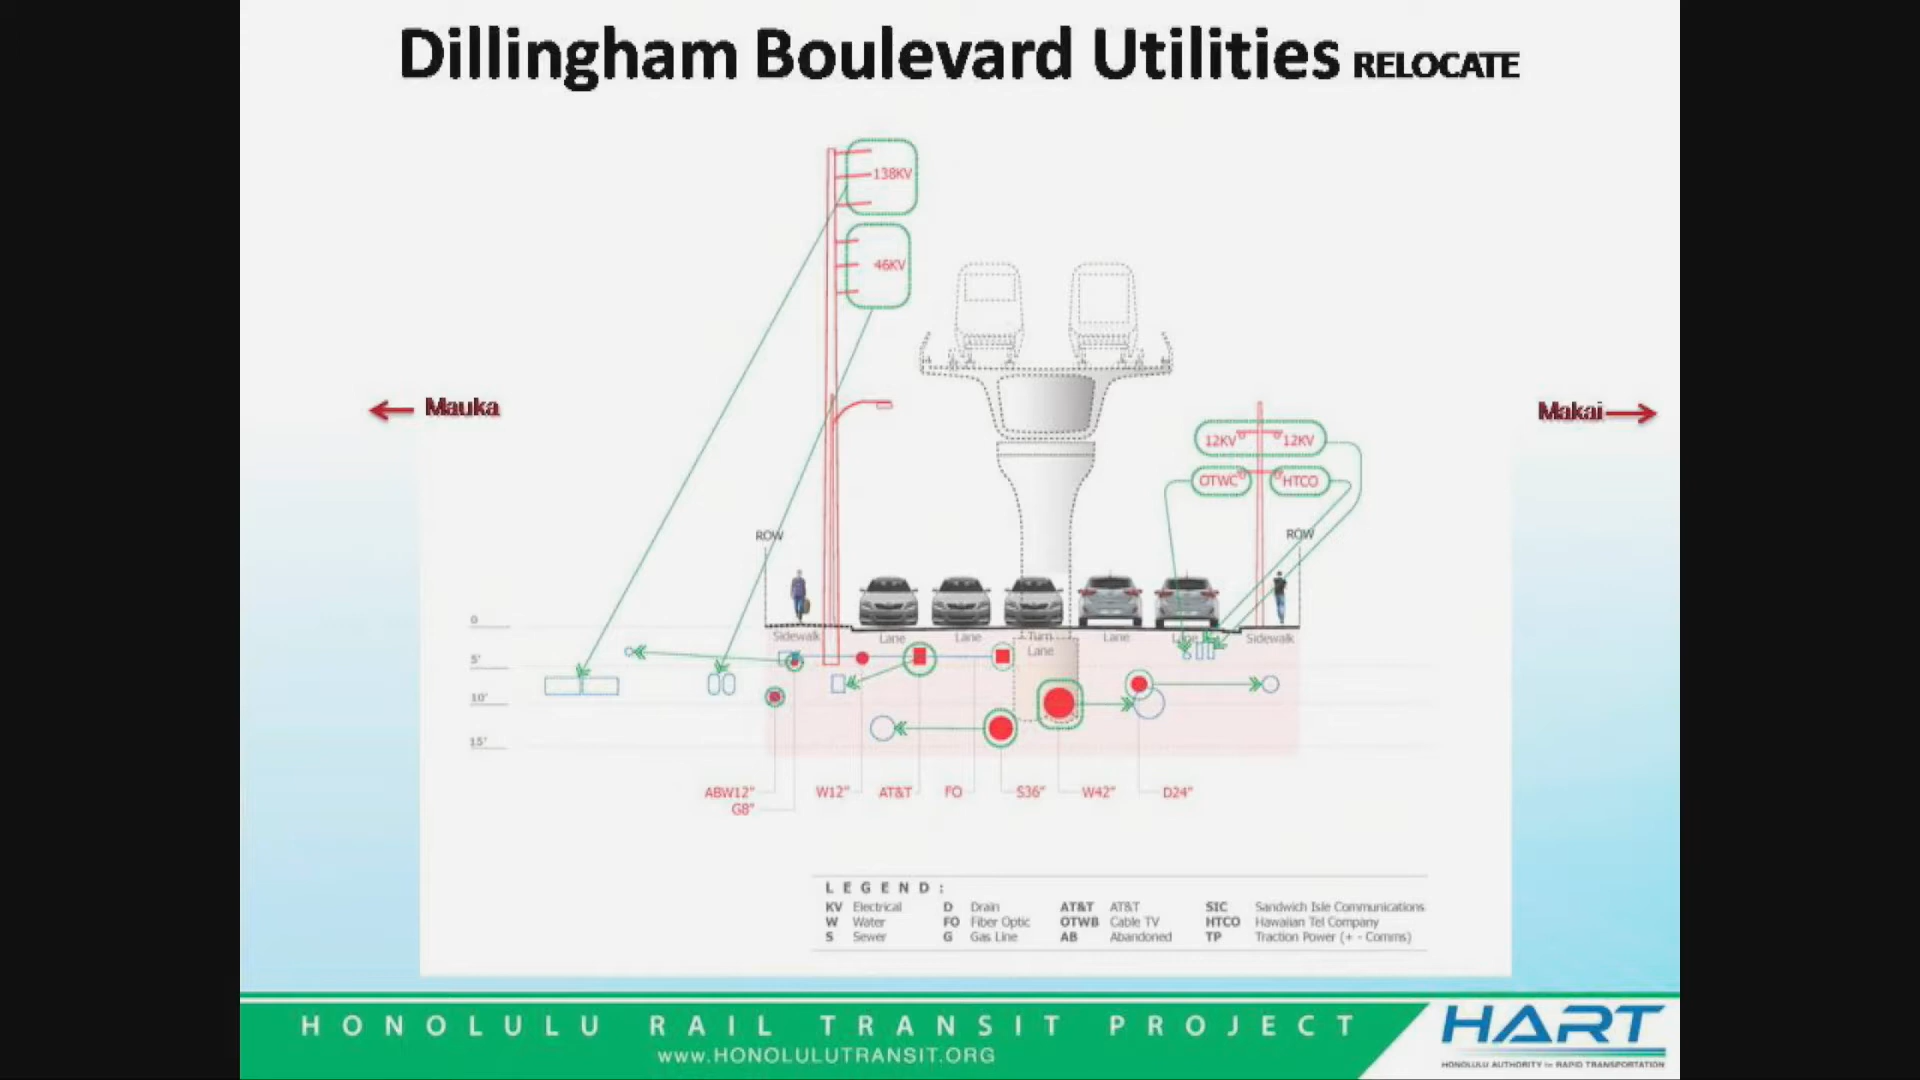 Dillingham Boulevard Utilities RELOCATE
138KV
46KV
Mauka
Makai
12KV 12KV
OTWC HTCO
ROW
ROW
0
Sidewalk Lane Lane Turn Lane Lane Lane Sidewalk
5'
10'
15'
ABW12" W12" AT&T FO S36" W42" D24"
G8"
LEGEND:
KV Electrical D Drain AT&T AT&T SIC Sandwich Isle Communications
W Water FO Fiber Optic OTWB Cable TV HTCO Hawaiian Tel Company
S Sewer G Gas Line AB Abandoned TP Traction Power (+ - Comms)
HONOLULU RAIL TRANSIT PROJECT
www.HONOLULUTRANSIT.ORG
HART
HONOLULU AUTHORITY for RAPID TRANSPORTATION